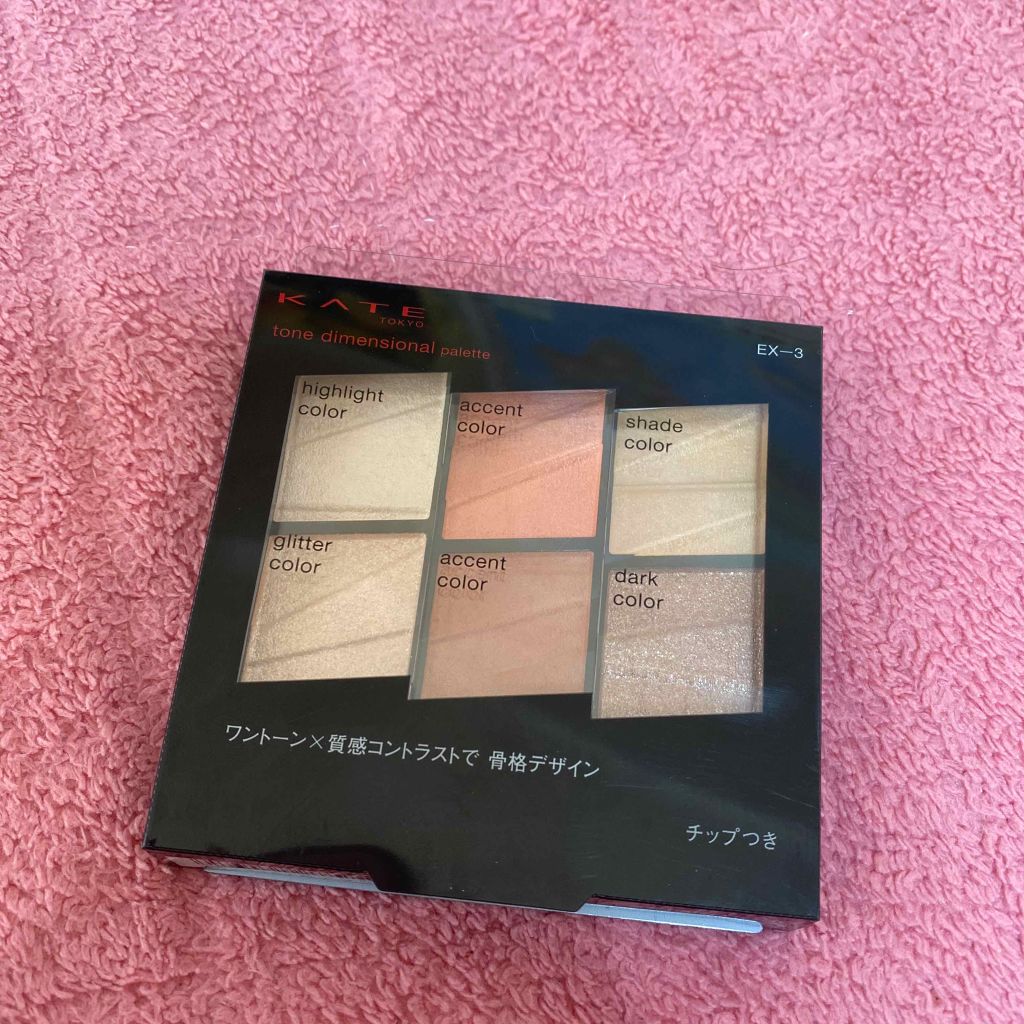 KATE
TOKYO
tone dimensional palette
EX-3
highlight
color
accent
color
shade
color
glitter
color
accent
color
dark
color
ワントーン×質感コントラストで 骨格デザイン
チップつき